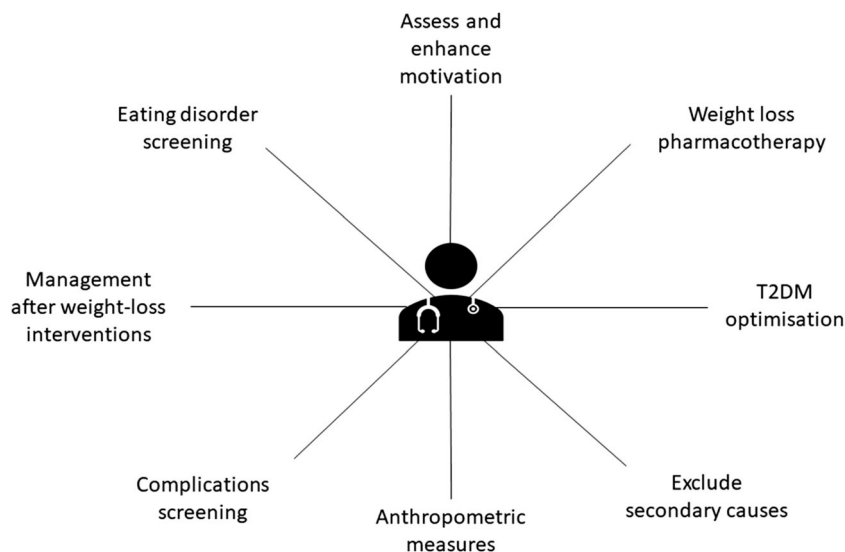 Assess and
enhance
motivation
Eating disorder
screening
Weight loss
pharmacotherapy
Management
after weight-loss
interventions
T2DM
optimisation
Complications
screening
Anthropometric
measures
Exclude
secondary causes